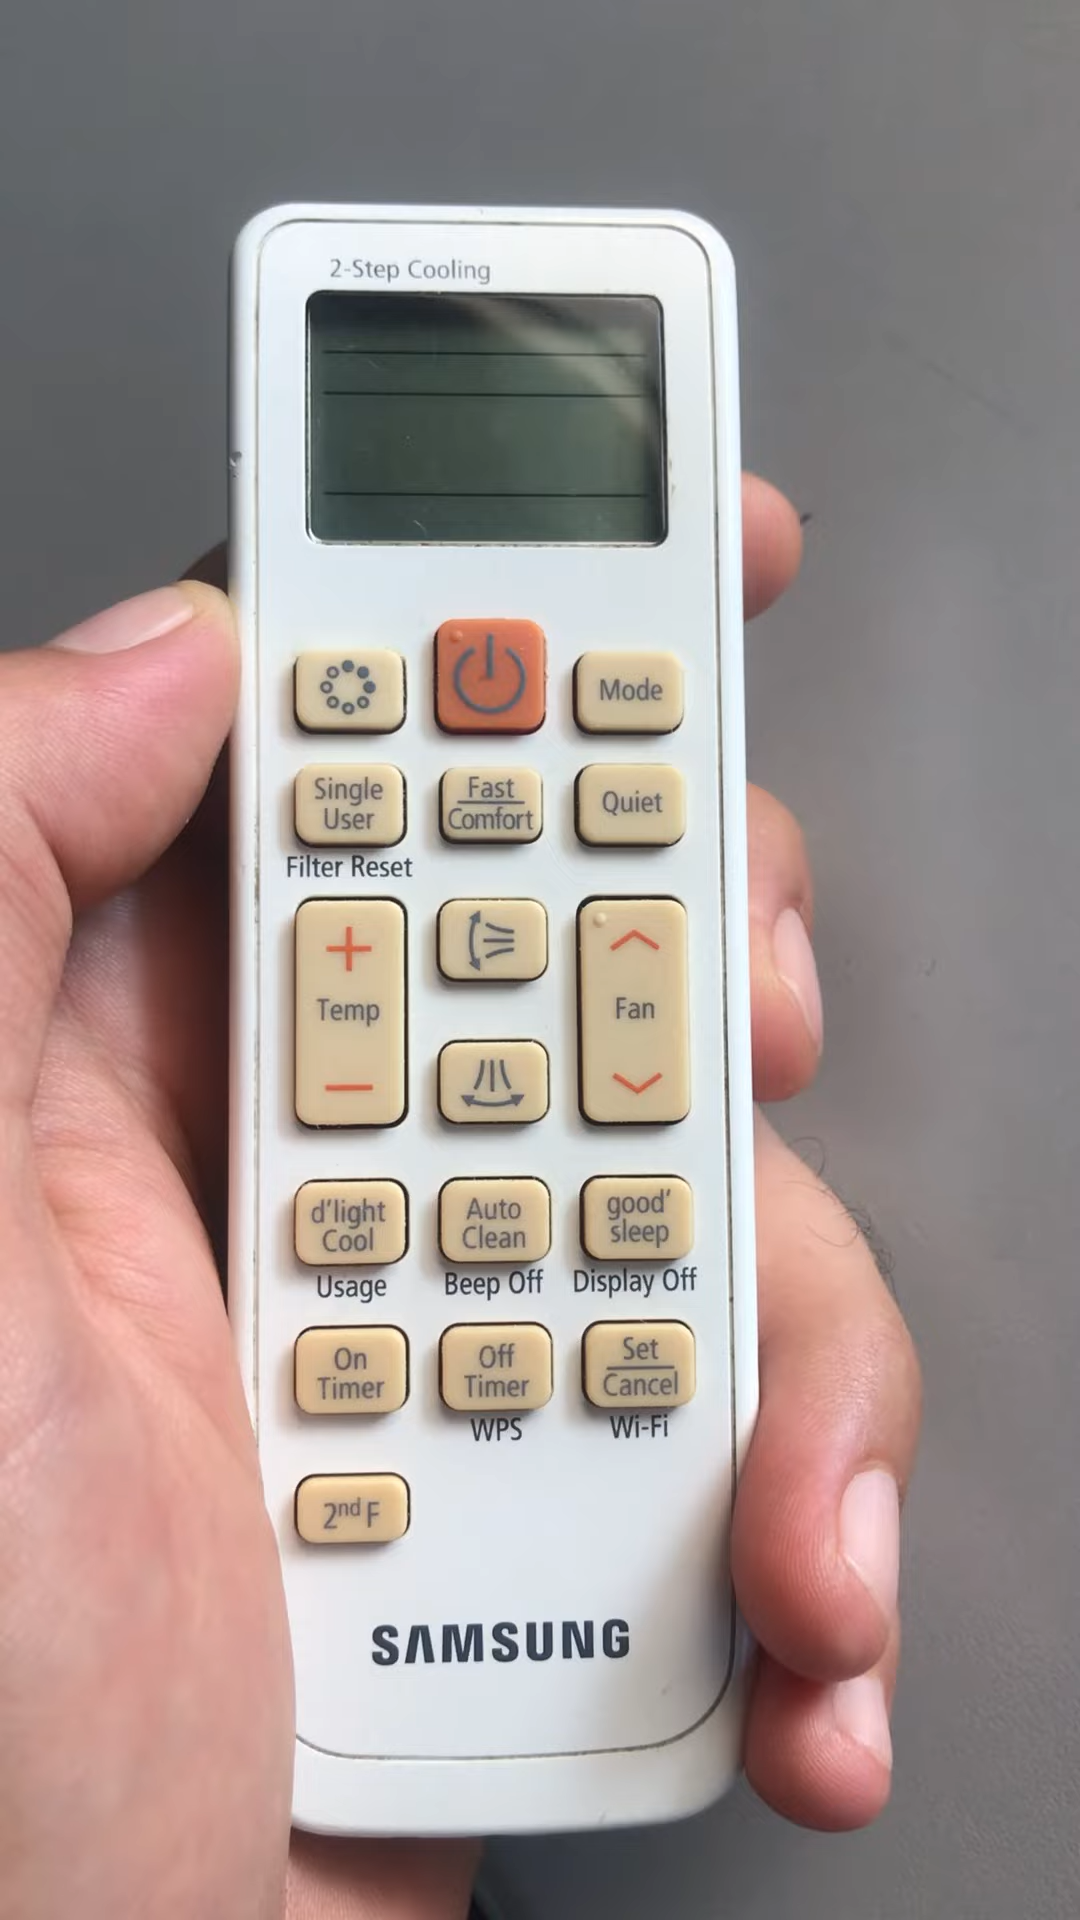 2-Step Cooling
Mode
Single
User
Fast
Comfort
Quiet
Filter Reset
Temp
Fan
d'light
Cool
Auto
Clean
good'
sleep
Usage
Beep Off
Display Off
On
Timer
Off
Timer
Set
Cancel
WPS
Wi-Fi
2nd F
SAMSUNG